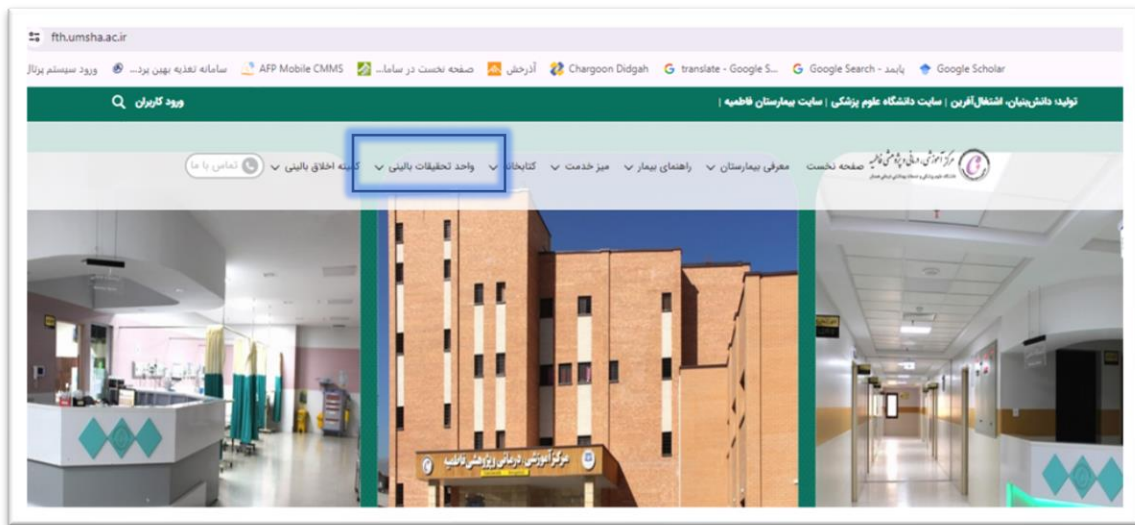 fth.umsha.ac.ir
ورود سیستم پرتال سامانه تغذیه بهین پرد... AFP Mobile CMMS صفحه نخست در ساما... آذرخش Chargoon Didgah translate - Google S... Google Search - پابمد Google Scholar
تولید؛ دانش‌بنیان، اشتغال‌آفرین | سایت دانشگاه علوم پزشکی | سایت بیمارستان فاطمیه | ورود کاربران
مرکز آموزشی، درمانی و پژوهشی فاطمیه
صفحه نخست معرفی بیمارستان راهنمای بیمار میز خدمت کتابخانه واحد تحقیقات بالینی کمیته اخلاق بالینی تماس با ما
مرکز آموزشی، درمانی و پژوهشی فاطمیه